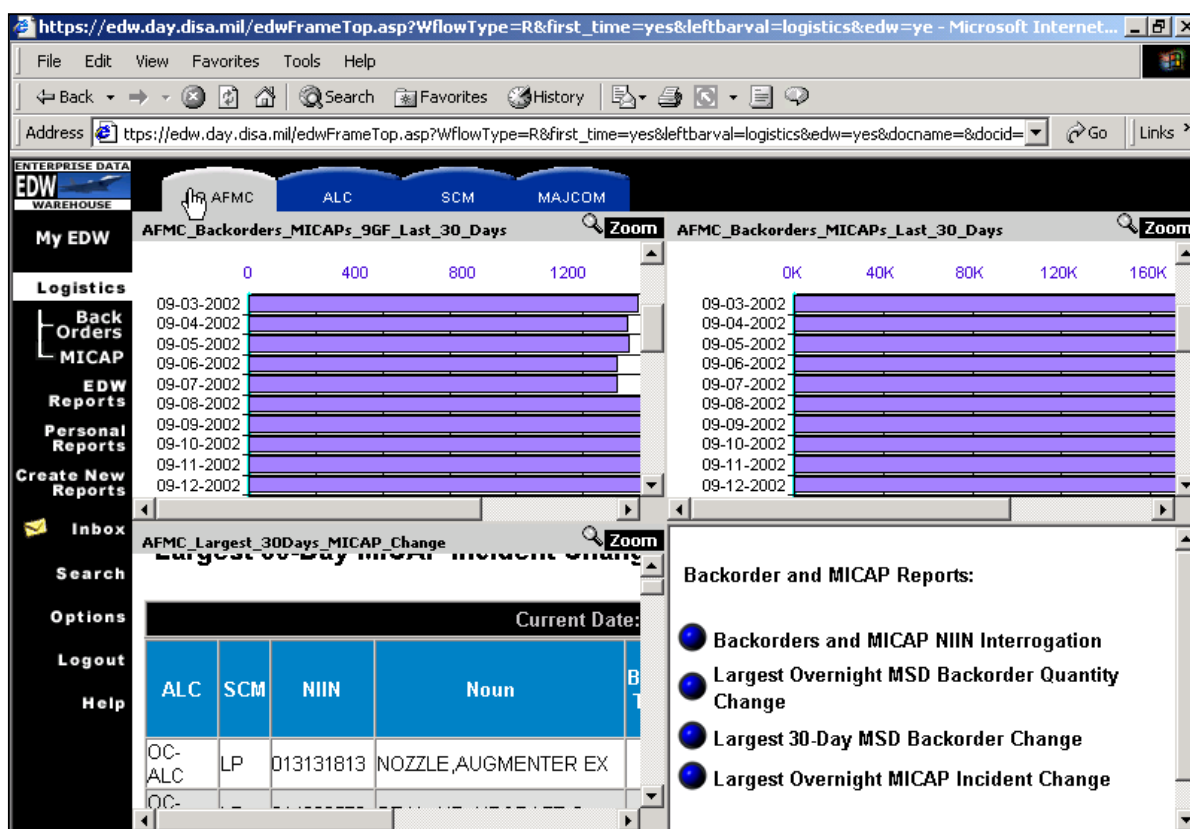 https://edw.day.disa.mil/edwFrameTop.asp?WflowType=R&first_time=yes&leftbarval=logistics&edw=ye - Microsoft Internet...
File Edit View Favorites Tools Help
Back Search Favorites History
Address ttps://edw.day.disa.mil/edwFrameTop.asp?WflowType=R&first_time=yes&leftbarval=logistics&edw=yes&docname=&docid= Go Links
ENTERPRISE DATA
EDW
WAREHOUSE
AFMC ALC SCM MAJCOM
My EDW
Logistics
Back
Orders
MICAP
EDW
Reports
Personal
Reports
Create New
Reports
Inbox
Search
Options
Logout
Help
AFMC_Backorders_MICAPs_9GF_Last_30_Days Zoom
0 400 800 1200
09-03-2002
09-04-2002
09-05-2002
09-06-2002
09-07-2002
09-08-2002
09-09-2002
09-10-2002
09-11-2002
09-12-2002
AFMC_Backorders_MICAPs_Last_30_Days Zoom
0K 40K 80K 120K 160K
09-03-2002
09-04-2002
09-05-2002
09-06-2002
09-07-2002
09-08-2002
09-09-2002
09-10-2002
09-11-2002
09-12-2002
AFMC_Largest_30Days_MICAP_Change Zoom
Largest 30-Day MICAP Incident Chang
Current Date:
ALC SCM NIIN Noun B
OC-
ALC LP 013131813 NOZZLE,AUGMENTER EX
OC-
Backorder and MICAP Reports:
Backorders and MICAP NIIN Interrogation
Largest Overnight MSD Backorder Quantity
Change
Largest 30-Day MSD Backorder Change
Largest Overnight MICAP Incident Change